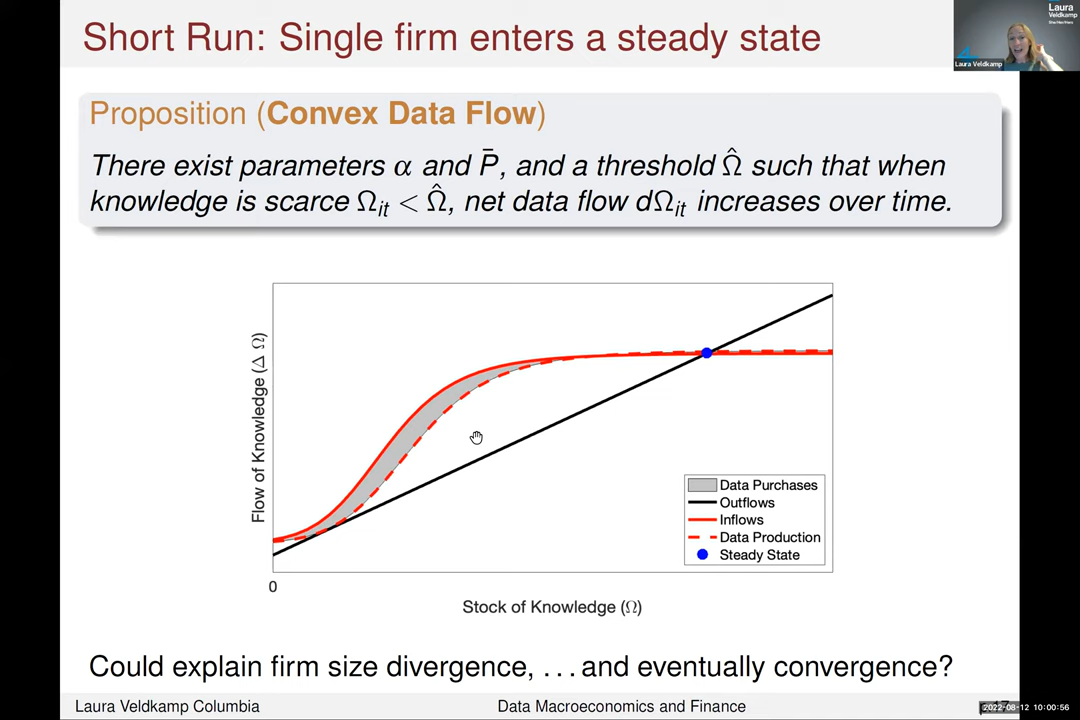 Short Run: Single firm enters a steady state
Laura Veldkamp
Laura Veldkamp
Proposition (Convex Data Flow)
There exist parameters α and P̄, and a threshold Ω̂ such that when
knowledge is scarce Ωit < Ω̂, net data flow dΩit increases over time.
Flow of Knowledge (Δ Ω)
Data Purchases
Outflows
Inflows
Data Production
Steady State
0
Stock of Knowledge (Ω)
Could explain firm size divergence, ... and eventually convergence?
Laura Veldkamp Columbia
Data Macroeconomics and Finance
2022-08-12 10:00:56